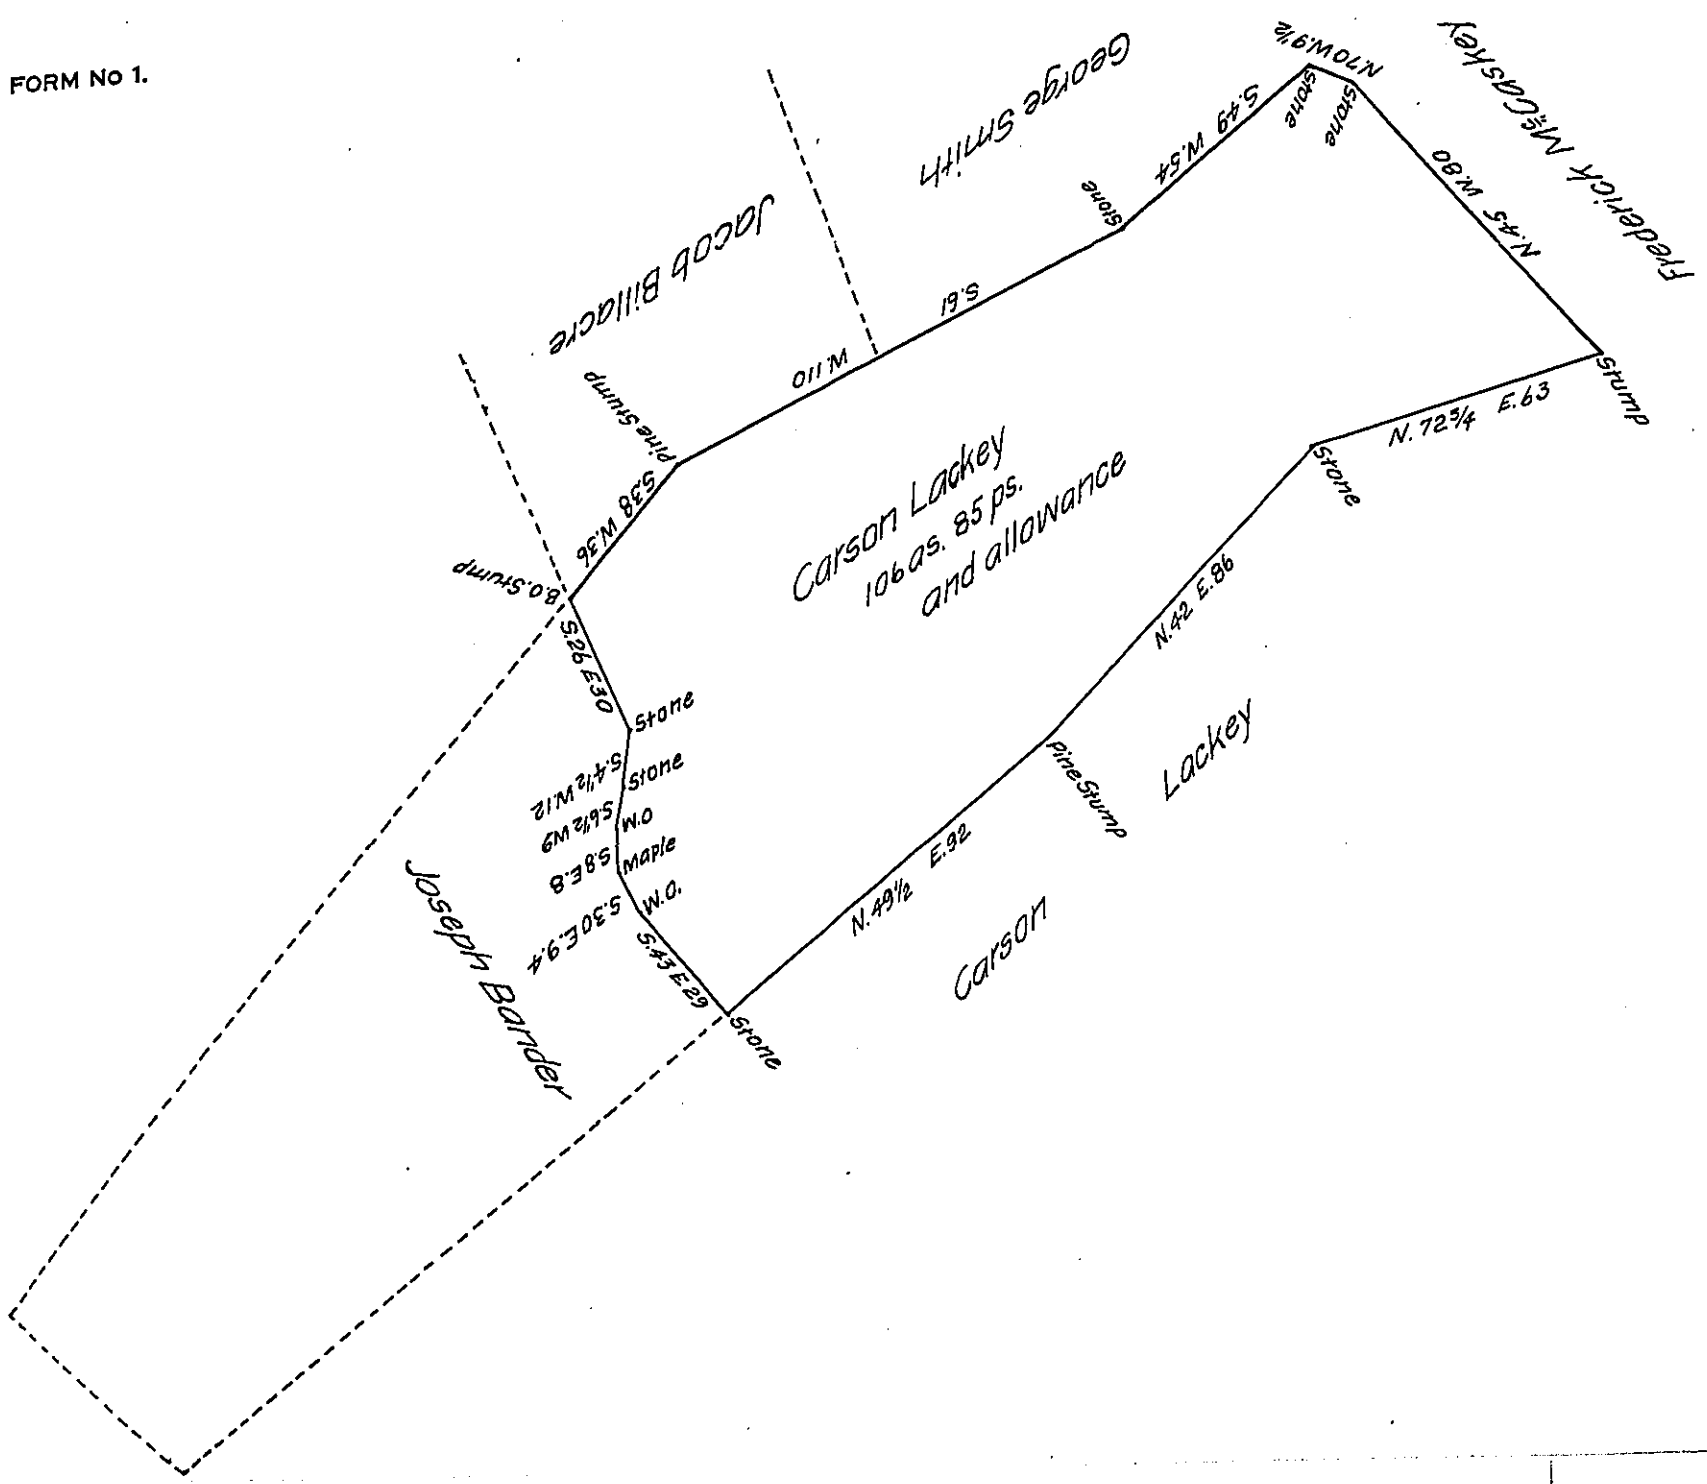 FORM NO 1.
Frederick McCaskey
N.70 W.9½
Stone
Stone
N.45 W.80
Stump
George Smith
S.49 W.54
Stone
Jacob Billacre
S.61 W.110
Pine Stump
S.38 W.36
B.O. Stump
Carson Lackey
106 as. 85 ps.
and allowance
N. 72¾ E.63
Stone
N.42 E.86
Pine Stump
N.49½ E.92
Carson Lackey
S.26 E.30
Stone
S.4½ W.12
Stone
S.6½ W9
W.O
S.8 E.8
Maple
S.30 E.9.4
W.O.
S.43 E.29
Stone
Joseph Bander